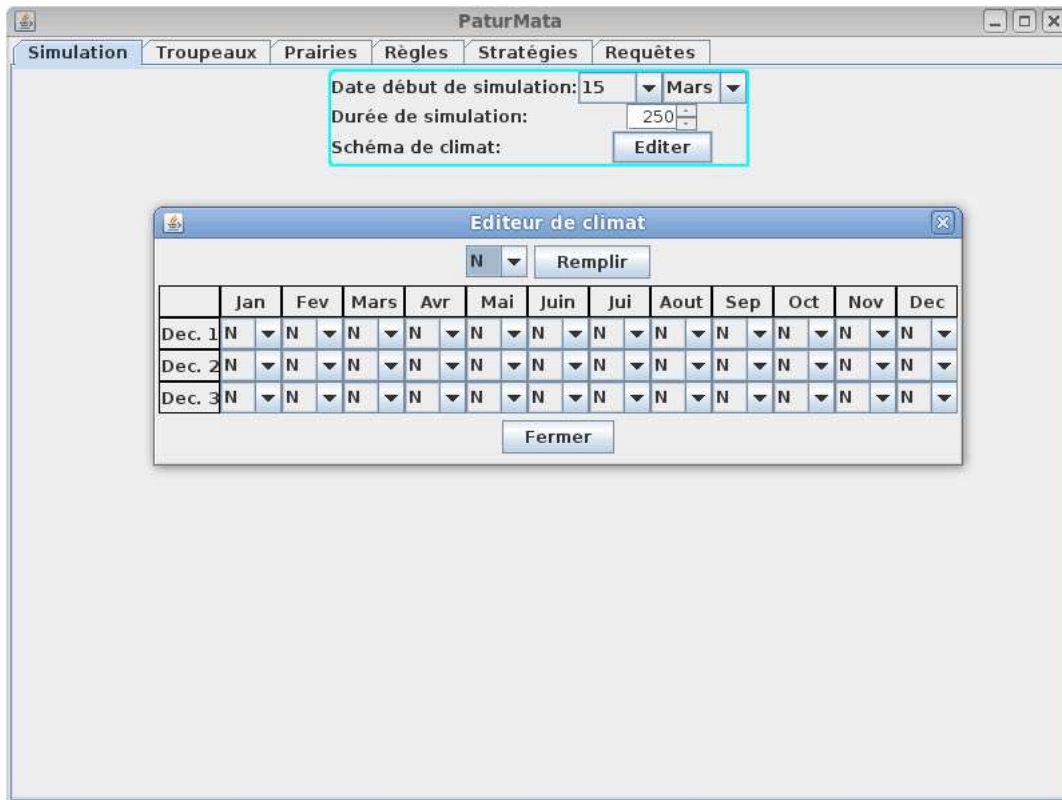 PaturMata
Simulation Troupeaux Prairies Règles Stratégies Requêtes
Date début de simulation: 15 Mars
Durée de simulation: 250
Schéma de climat: Editer
Editeur de climat
N Remplir
Jan Fev Mars Avr Mai Juin Jui Aout Sep Oct Nov Dec
Dec. 1 N N N N N N N N N N N N
Dec. 2 N N N N N N N N N N N N
Dec. 3 N N N N N N N N N N N N
Fermer